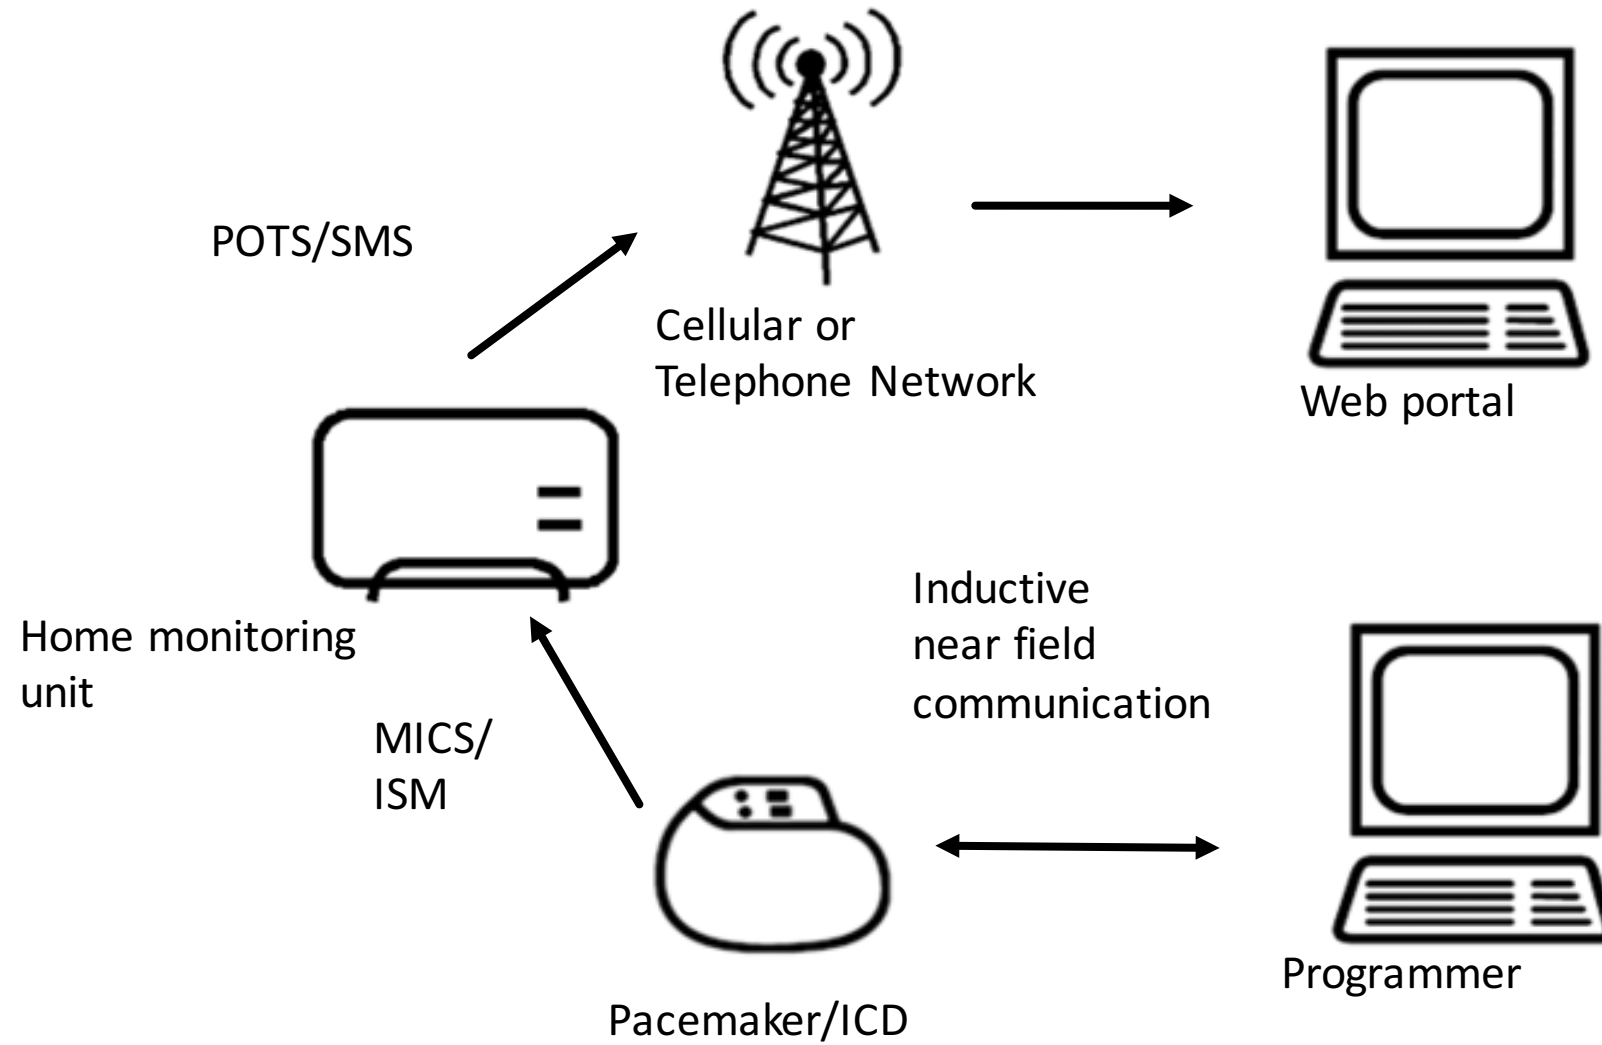 POTS/SMS
Cellular or
Telephone Network
Web portal
Home monitoring
unit
MICS/
ISM
Inductive
near field
communication
Pacemaker/ICD
Programmer